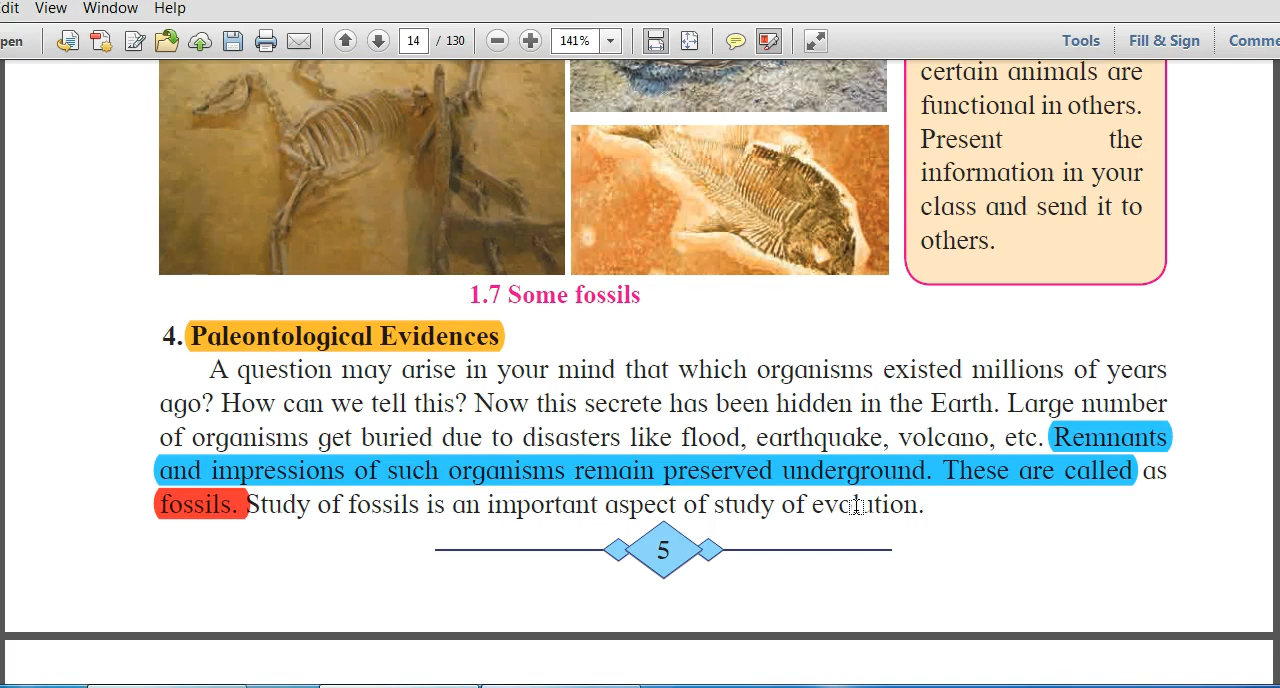 dit View Window Help
pen 14 / 130 141% Tools Fill & Sign Comme
certain animals are
functional in others.
Present the
information in your
class and send it to
others.
1.7 Some fossils
4. Paleontological Evidences
A question may arise in your mind that which organisms existed millions of years
ago? How can we tell this? Now this secrete has been hidden in the Earth. Large number
of organisms get buried due to disasters like flood, earthquake, volcano, etc. Remnants
and impressions of such organisms remain preserved underground. These are called as
fossils. Study of fossils is an important aspect of study of evolution.
5